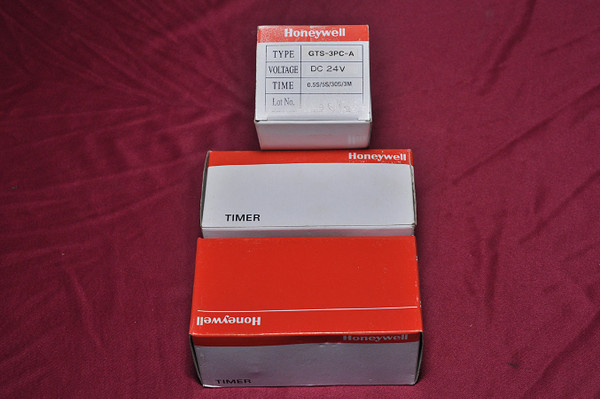 Honeywell
TYPE GTS-3PC-A
VOLTAGE DC 24V
TIME 0.5S/5S/30S/3M
Lot No.
Honeywell
TIMER
Honeywell
Honeywell
TIMER